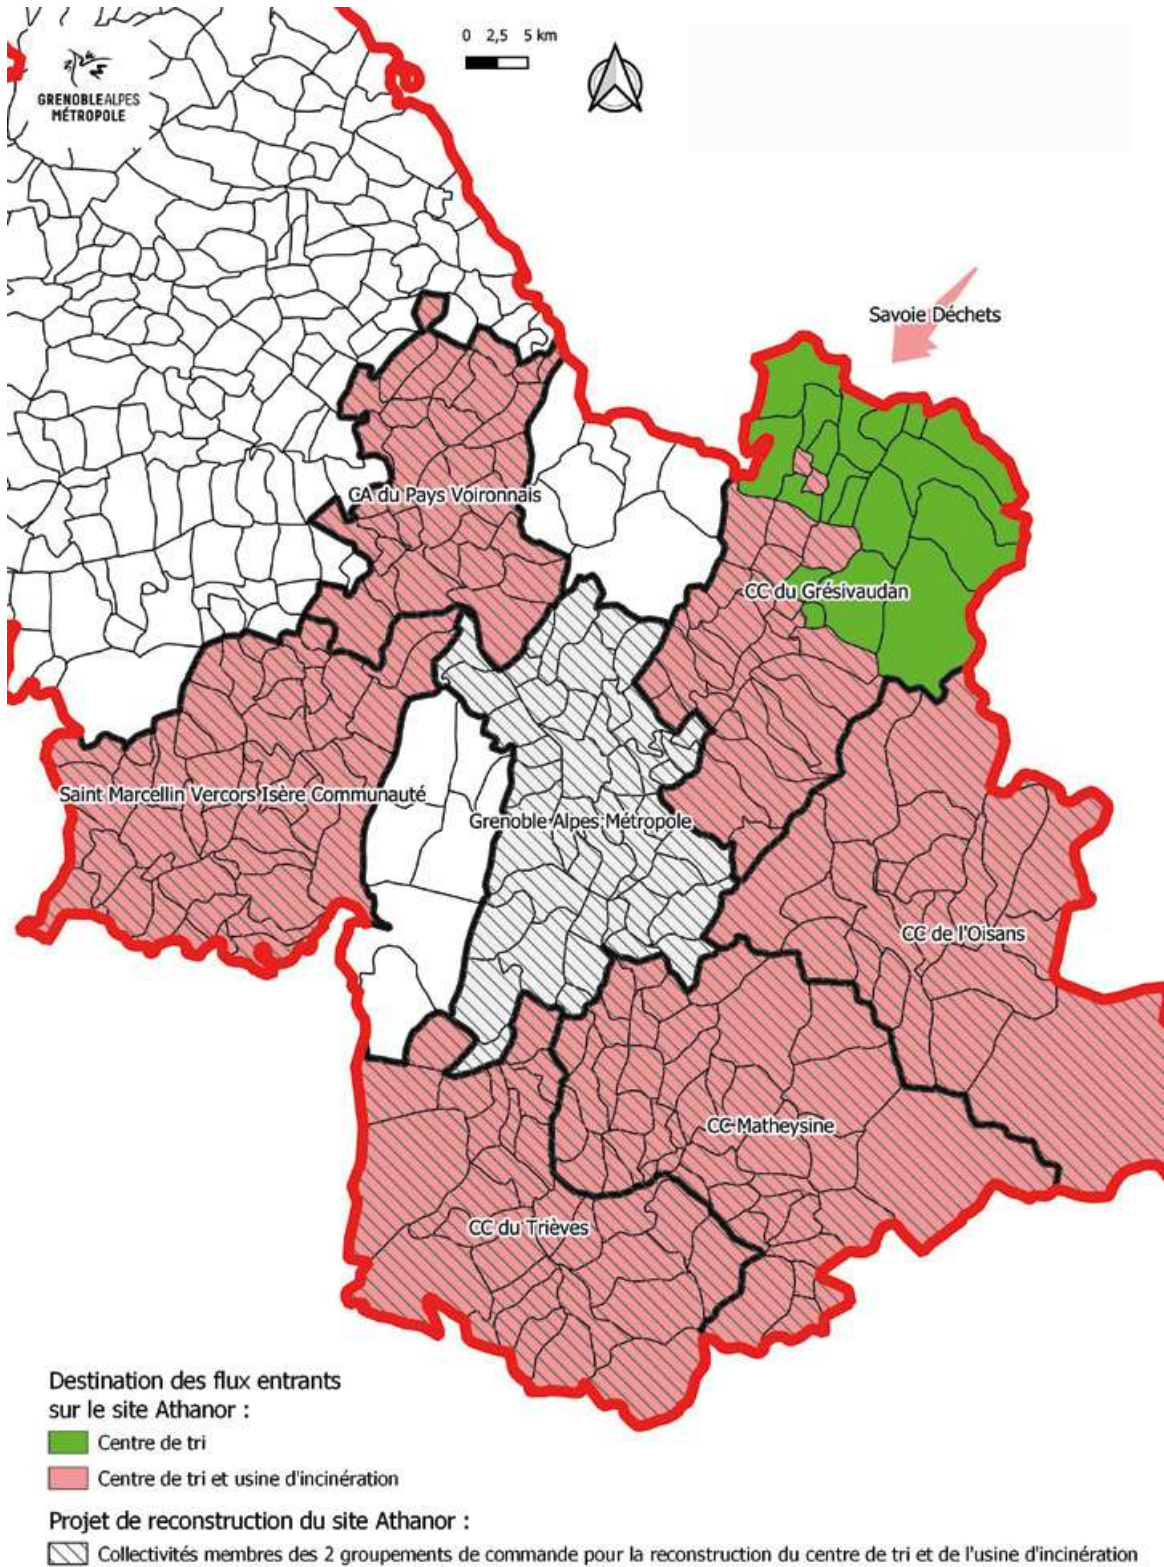 0 2,5 5 km
GRENOBLEALPES
MÉTROPOLE
Savoie Déchets
CA du Pays Voironnais
CC du Grésivaudan
Saint Marcellin Vercors Isère Communauté
Grenoble Alpes Métropole
CC de l'Oisans
CC Matheysine
CC du Trièves
Destination des flux entrants
sur le site Athanor :
Centre de tri
Centre de tri et usine d'incinération
Projet de reconstruction du site Athanor :
Collectivités membres des 2 groupements de commande pour la reconstruction du centre de tri et de l'usine d'incinération